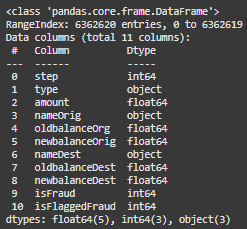 <class 'pandas.core.frame.DataFrame'>
RangeIndex: 6362620 entries, 0 to 6362619
Data columns (total 11 columns):
 #   Column          Dtype
---  ------          -----
 0   step            int64
 1   type            object
 2   amount          float64
 3   nameOrig        object
 4   oldbalanceOrg   float64
 5   newbalanceOrig  float64
 6   nameDest        object
 7   oldbalanceDest  float64
 8   newbalanceDest  float64
 9   isFraud         int64
 10  isFlaggedFraud  int64
dtypes: float64(5), int64(3), object(3)